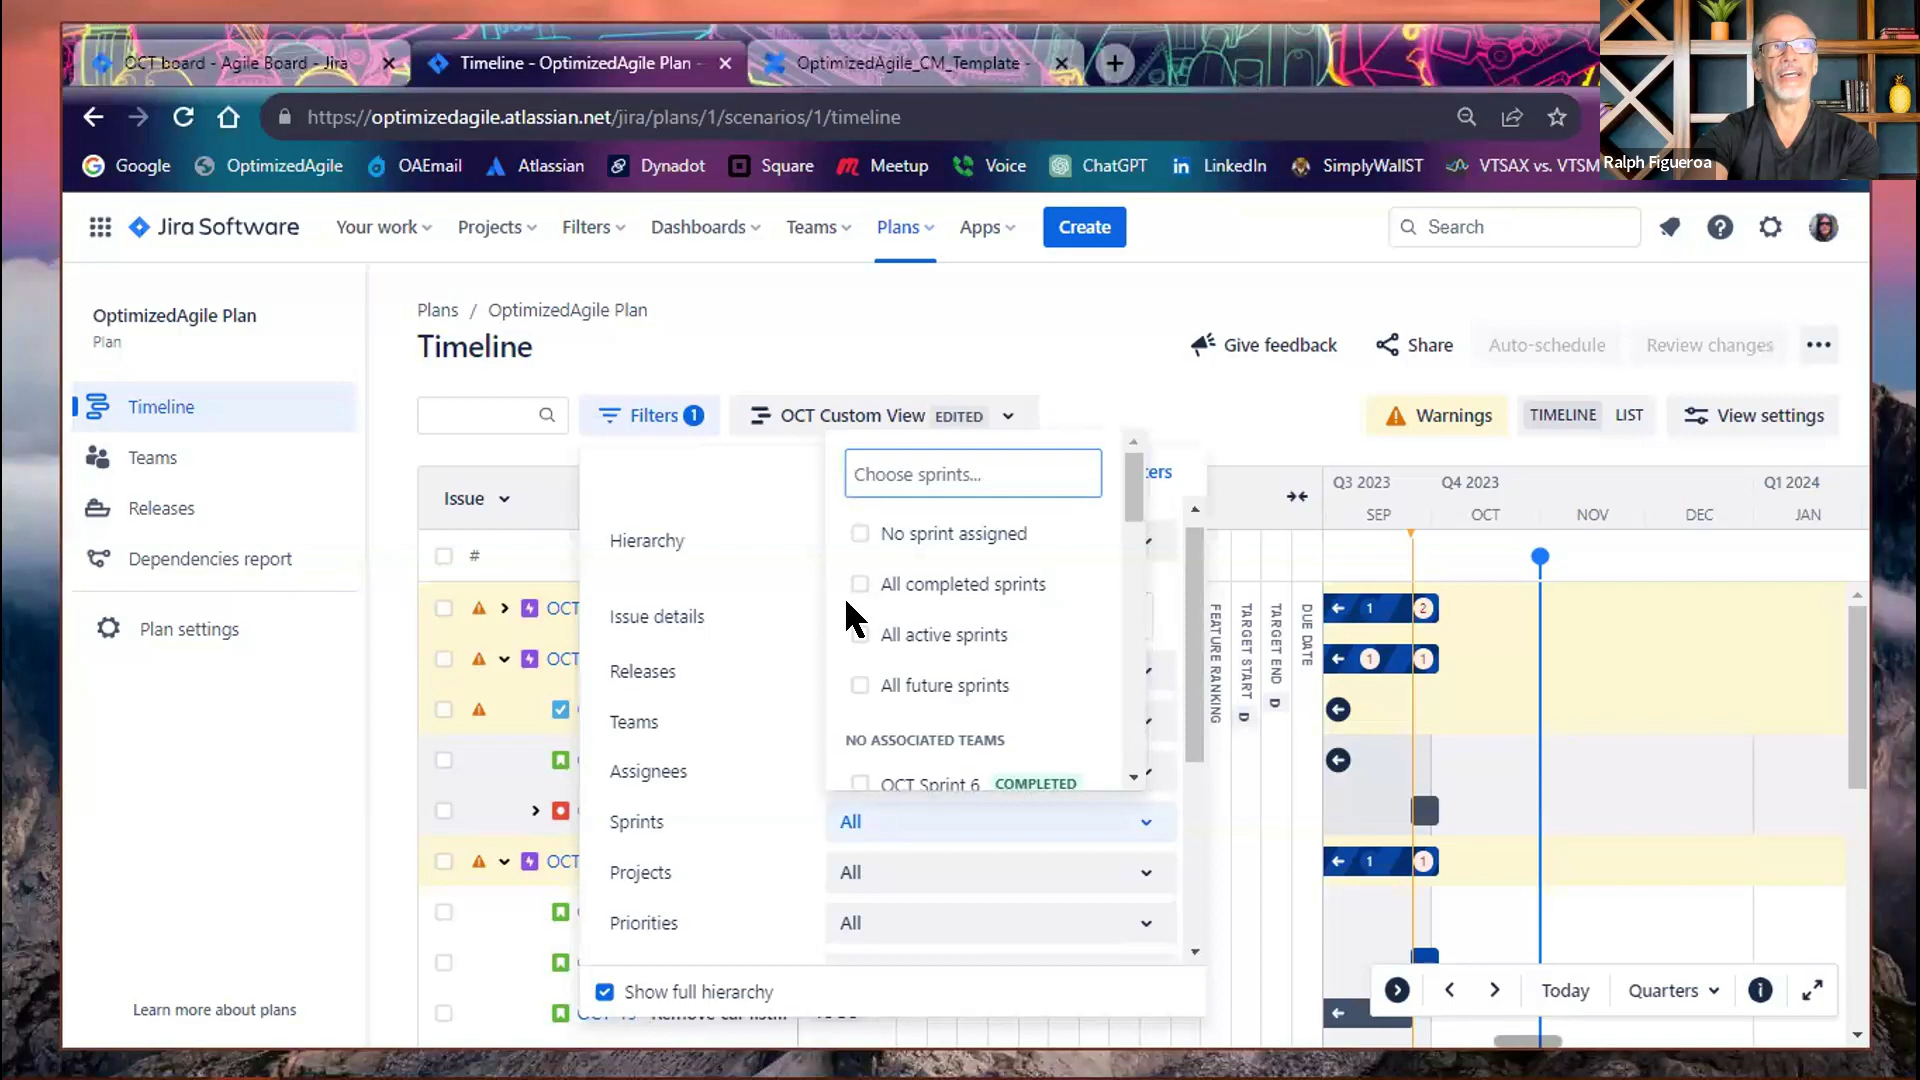 OCT board - Agile Board - Jira
Timeline - OptimizedAgile Plan -
OptimizedAgile_CM_Template -
https://optimizedagile.atlassian.net/jira/plans/1/scenarios/1/timeline
Ralph Figueroa
Google
OptimizedAgile
OAEmail
Atlassian
Dynadot
Square
Meetup
Voice
ChatGPT
LinkedIn
SimplyWallST
VTSAX vs. VTSM
Jira Software
Your work
Projects
Filters
Dashboards
Teams
Plans
Apps
Create
Search
OptimizedAgile Plan
Plan
Timeline
Teams
Releases
Dependencies report
Plan settings
Learn more about plans
Plans / OptimizedAgile Plan
Timeline
Give feedback
Share
Auto-schedule
Review changes
Filters 1
OCT Custom View EDITED
Warnings
TIMELINE
LIST
View settings
Issue
#
OCT
OCT
OCT
Choose sprints...
No sprint assigned
All completed sprints
All active sprints
All future sprints
NO ASSOCIATED TEAMS
OCT Sprint 6 COMPLETED
Hierarchy
Issue details
Releases
Teams
Assignees
Sprints All
Projects All
Priorities All
Show full hierarchy
FEATURE RANKING
TARGET START D
TARGET END D
DUE DATE
Q3 2023
Q4 2023
Q1 2024
SEP
OCT
NOV
DEC
JAN
1 2
1 1
1 1
Today
Quarters